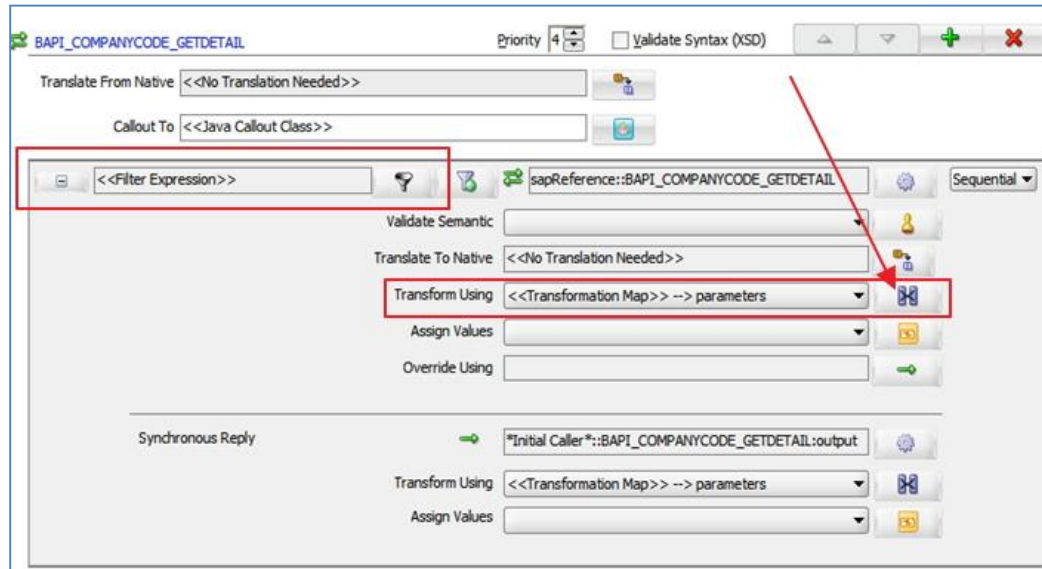 BAPI_COMPANYCODE_GETDETAIL Priority 4 Validate Syntax (XSD)
Translate From Native <<No Translation Needed>>
Callout To <<Java Callout Class>>
<<Filter Expression>> sapReference::BAPI_COMPANYCODE_GETDETAIL Sequential
Validate Semantic
Translate To Native <<No Translation Needed>>
Transform Using <<Transformation Map>> --> parameters
Assign Values
Override Using
Synchronous Reply *Initial Caller*::BAPI_COMPANYCODE_GETDETAIL:output
Transform Using <<Transformation Map>> --> parameters
Assign Values